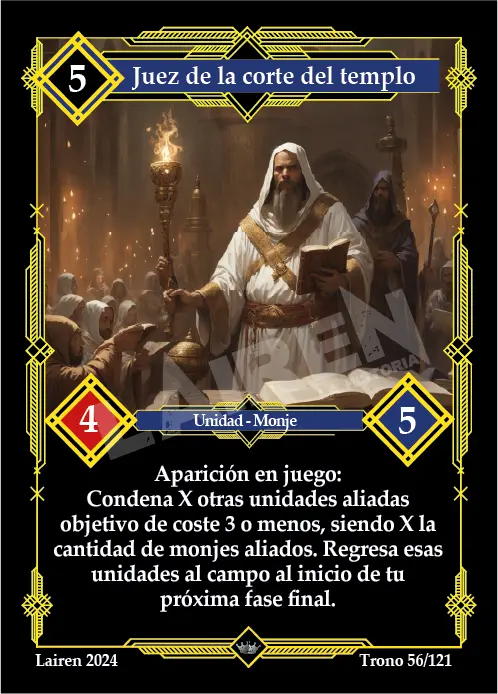 5
Juez de la corte del templo
4
Unidad - Monje
5
Aparición en juego:
Condena X otras unidades aliadas
objetivo de coste 3 o menos, siendo X la
cantidad de monjes aliados. Regresa esas
unidades al campo al inicio de tu
próxima fase final.
Lairen 2024
Trono 56/121
LAIREN